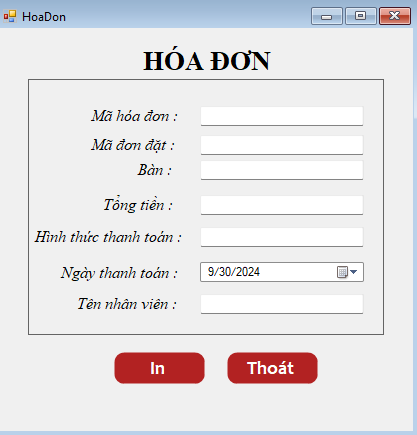 HoaDon
HÓA ĐƠN
Mã hóa đơn :
Mã đơn đặt :
Bàn :
Tổng tiền :
Hình thức thanh toán :
Ngày thanh toán : 9/30/2024
Tên nhân viên :
In Thoát